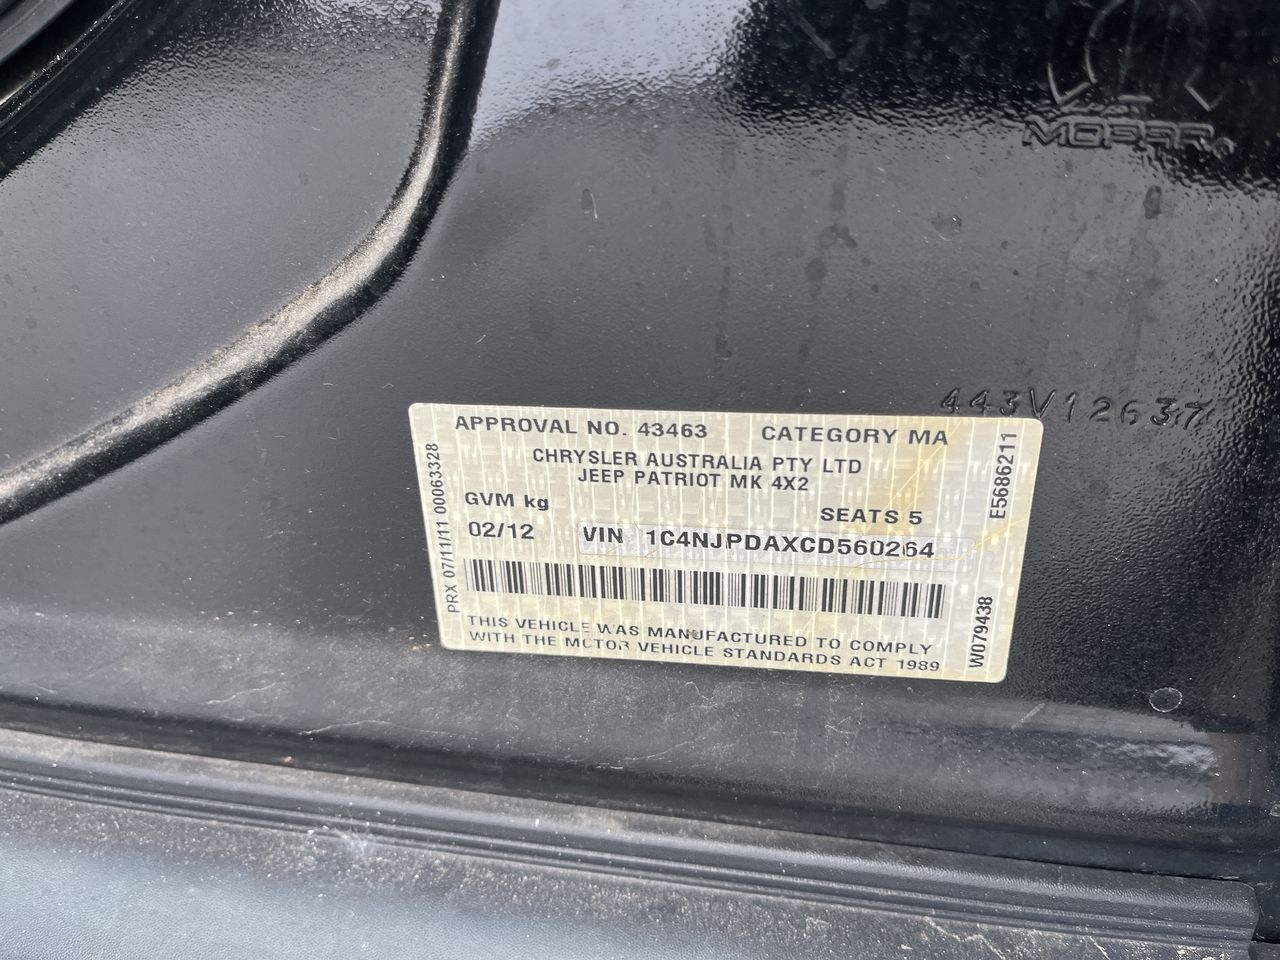 MOPAR
443V12637
APPROVAL NO. 43463 CATEGORY MA
CHRYSLER AUSTRALIA PTY LTD
JEEP PATRIOT MK 4X2
GVM kg
SEATS 5
02/12 VIN 1C4NJPDAXCD560264
THIS VEHICLE WAS MANUFACTURED TO COMPLY
WITH THE MOTOR VEHICLE STANDARDS ACT 1989
PRX 07/11/11 00063328
E5686211
W079438